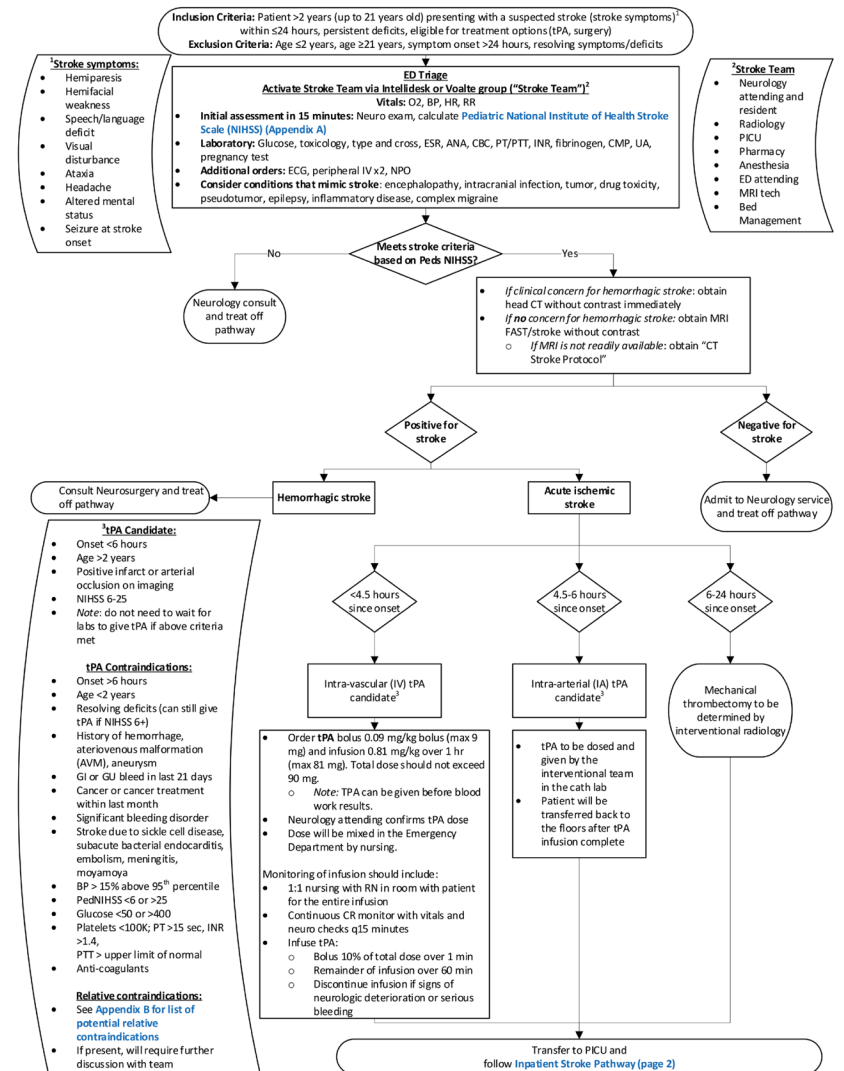 Inclusion Criteria: Patient >2 years (up to 21 years old) presenting with a suspected stroke (stroke symptoms)1
within ≤24 hours, persistent deficits, eligible for treatment options (tPA, surgery)
Exclusion Criteria: Age ≤2 years, age ≥21 years, symptom onset >24 hours, resolving symptoms/deficits
1Stroke symptoms:
• Hemiparesis
• Hemifacial
weakness
• Speech/language
deficit
• Visual
disturbance
• Ataxia
• Headache
• Altered mental
status
• Seizure at stroke
onset
ED Triage
Activate Stroke Team via Intellidesk or Voalte group (“Stroke Team”)2
Vitals: O2, BP, HR, RR
• Initial assessment in 15 minutes: Neuro exam, calculate Pediatric National Institute of Health Stroke
Scale (NIHSS) (Appendix A)
• Laboratory: Glucose, toxicology, type and cross, ESR, ANA, CBC, PT/PTT, INR, fibrinogen, CMP, UA,
pregnancy test
• Additional orders: ECG, peripheral IV x2, NPO
• Consider conditions that mimic stroke: encephalopathy, intracranial infection, tumor, drug toxicity,
pseudotumor, epilepsy, inflammatory disease, complex migraine
2Stroke Team
• Neurology
attending and
resident
• Radiology
• PICU
• Pharmacy
• Anesthesia
• ED attending
• MRI tech
• Bed
Management
Meets stroke criteria
based on Peds NIHSS?
No
Yes
Neurology consult
and treat off
pathway
• If clinical concern for hemorrhagic stroke: obtain
head CT without contrast immediately
• If no concern for hemorrhagic stroke: obtain MRI
FAST/stroke without contrast
o If MRI is not readily available: obtain “CT
Stroke Protocol”
Positive for
stroke
Negative for
stroke
Consult Neurosurgery and treat
off pathway
Hemorrhagic stroke
Acute ischemic
stroke
Admit to Neurology service
and treat off pathway
3tPA Candidate:
• Onset <6 hours
• Age >2 years
• Positive infarct or arterial
occlusion on imaging
• NIHSS 6-25
• Note: do not need to wait for
labs to give tPA if above criteria
met
tPA Contraindications:
• Onset >6 hours
• Age <2 years
• Resolving deficits (can still give
tPA if NIHSS 6+)
• History of hemorrhage,
ateriovenous malformation
(AVM), aneurysm
• GI or GU bleed in last 21 days
• Cancer or cancer treatment
within last month
• Significant bleeding disorder
• Stroke due to sickle cell disease,
subacute bacterial endocarditis,
embolism, meningitis,
moyamoya
• BP > 15% above 95th percentile
• PedNIHSS <6 or >25
• Glucose <50 or >400
• Platelets <100K; PT >15 sec, INR
>1.4,
PTT > upper limit of normal
• Anti-coagulants
Relative contraindications:
• See Appendix B for list of
potential relative
contraindications
• If present, will require further
discussion with team
<4.5 hours
since onset
4.5-6 hours
since onset
6-24 hours
since onset
Intra-vascular (IV) tPA
candidate3
Intra-arterial (IA) tPA
candidate3
Mechanical
thrombectomy to be
determined by
interventional radiology
• Order tPA bolus 0.09 mg/kg bolus (max 9
mg) and infusion 0.81 mg/kg over 1 hr
(max 81 mg). Total dose should not exceed
90 mg.
o Note: TPA can be given before blood
work results.
• Neurology attending confirms tPA dose
• Dose will be mixed in the Emergency
Department by nursing.
Monitoring of infusion should include:
• 1:1 nursing with RN in room with patient
for the entire infusion
• Continuous CR monitor with vitals and
neuro checks q15 minutes
• Infuse tPA:
o Bolus 10% of total dose over 1 min
o Remainder of infusion over 60 min
o Discontinue infusion if signs of
neurologic deterioration or serious
bleeding
• tPA to be dosed and
given by the
interventional team
in the cath lab
• Patient will be
transferred back to
the floors after tPA
infusion complete
Transfer to PICU and
follow Inpatient Stroke Pathway (page 2)